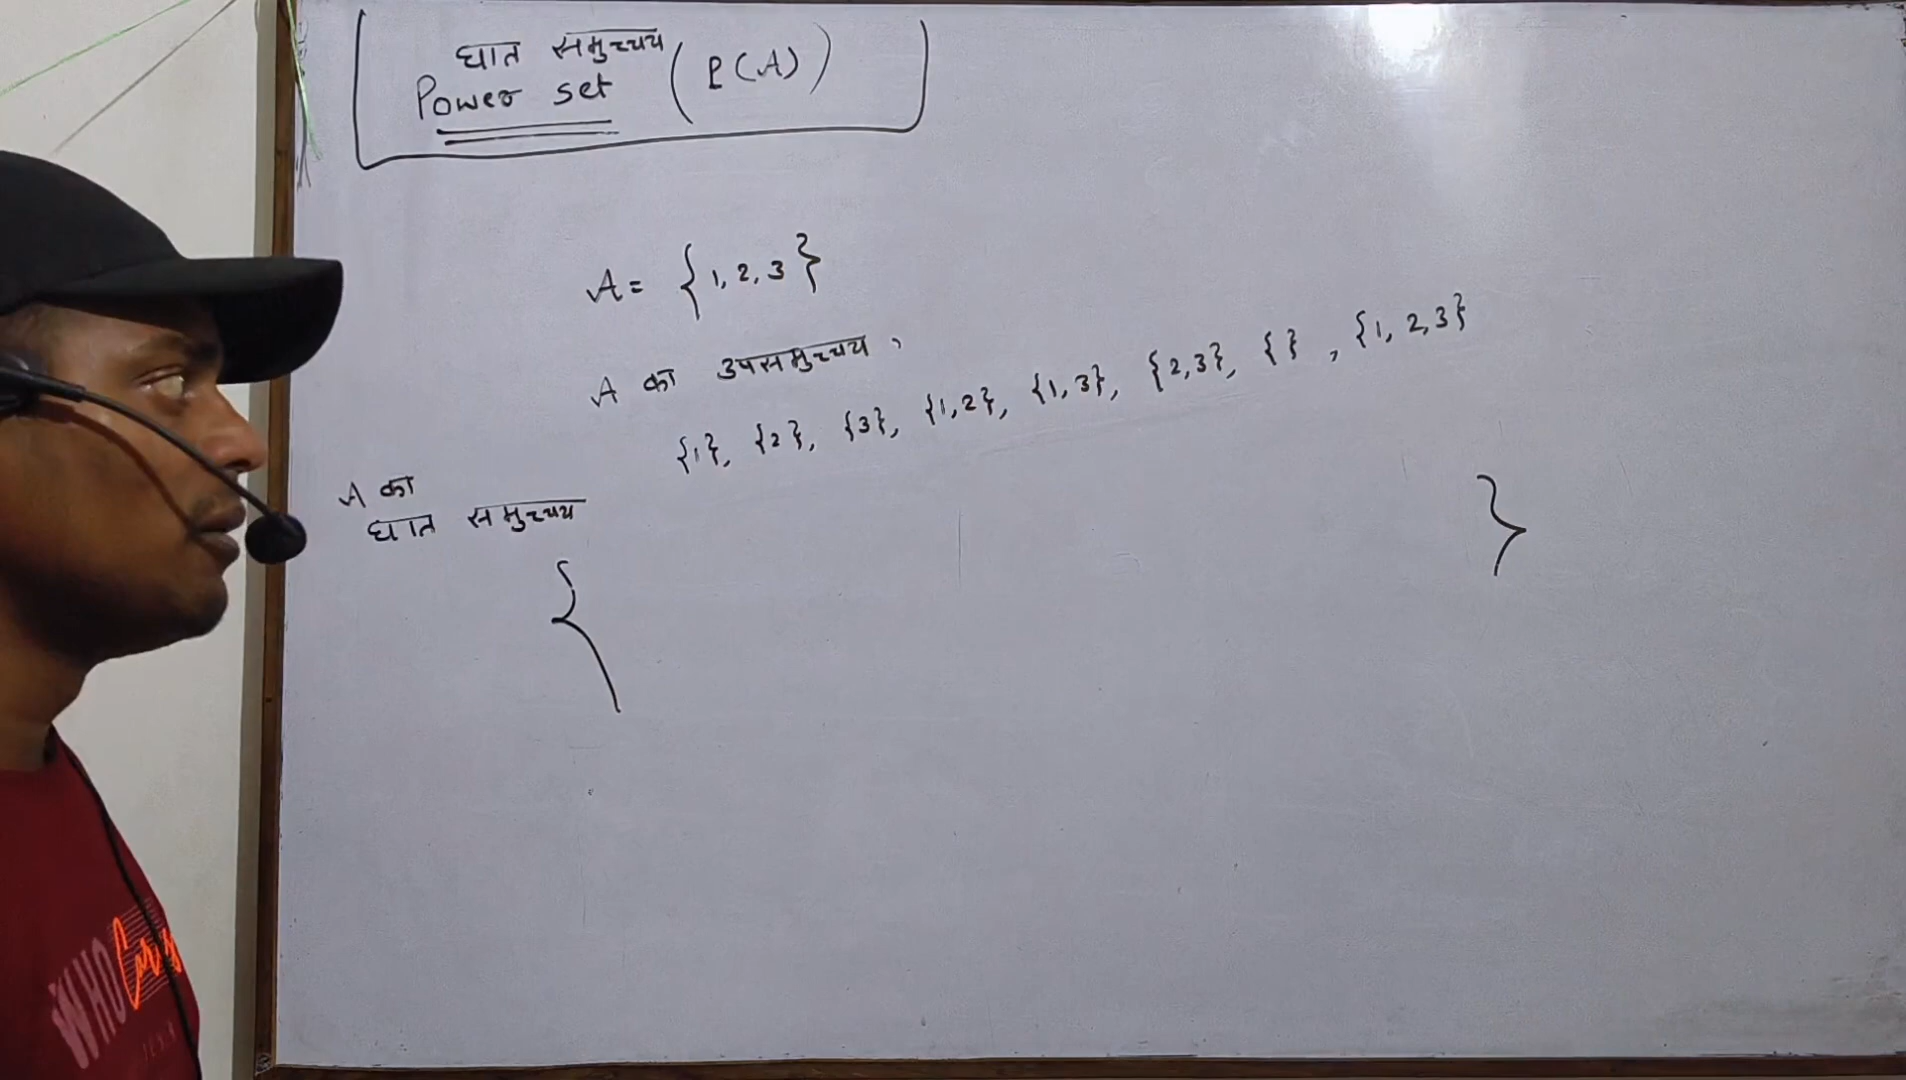 घात समुच्चय
Power set (P(A))
A = {1, 2, 3}
A का उपसमुच्चय,
{1}, {2}, {3}, {1,2}, {1, 3}, {2,3}, {}, {1, 2,3}
A का
घात समुच्चय
{ }
WHO